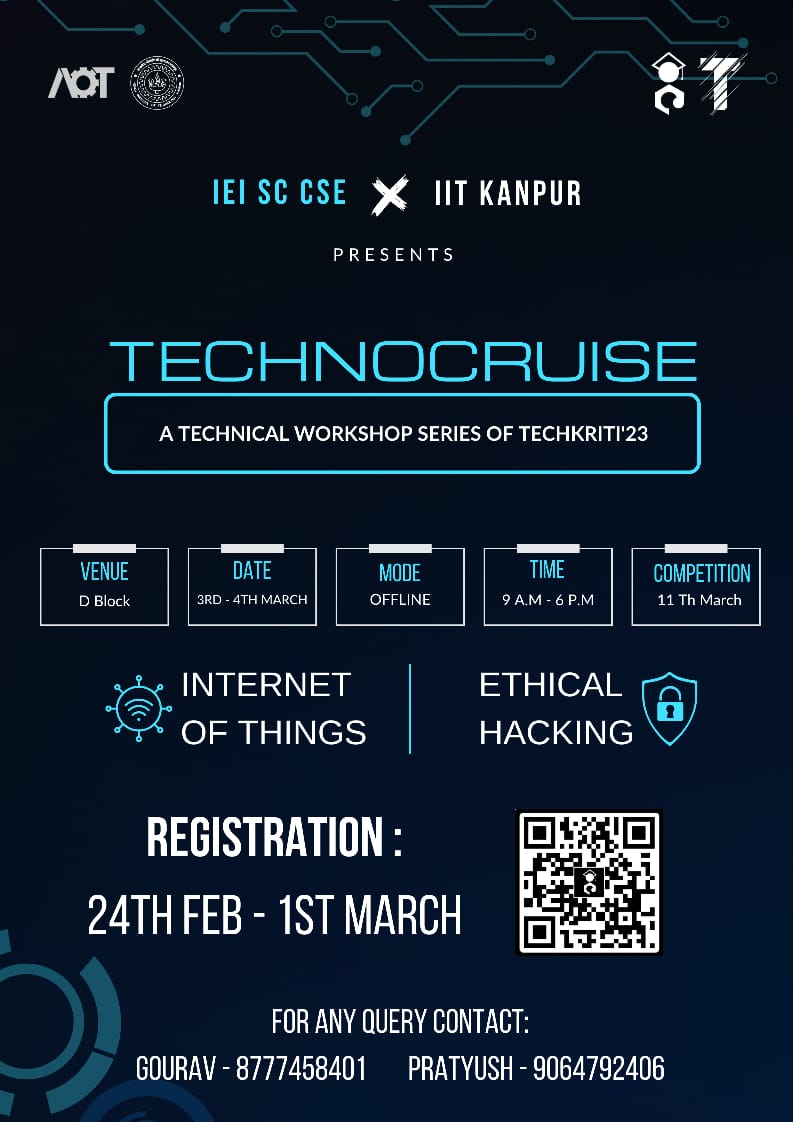 AOT
IEI SC CSE X IIT KANPUR
PRESENTS
TECHNOCRUISE
A TECHNICAL WORKSHOP SERIES OF TECHKRITI'23
VENUE
D Block
DATE
3RD - 4TH MARCH
MODE
OFFLINE
TIME
9 A.M - 6 P.M
COMPETITION
11 Th March
INTERNET
OF THINGS
ETHICAL
HACKING
REGISTRATION :
24TH FEB - 1ST MARCH
FOR ANY QUERY CONTACT:
GOURAV - 8777458401 PRATYUSH - 9064792406